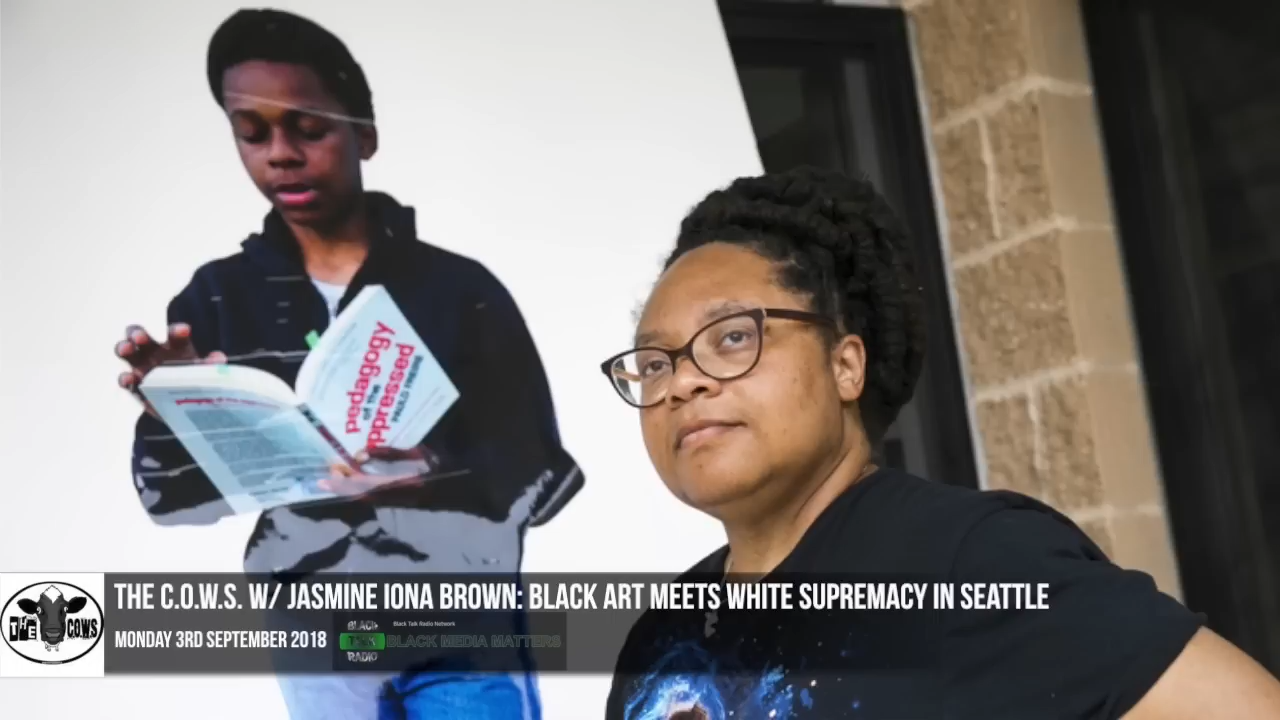 pedagogy
of the
oppressed
PAULO FREIRE
THE C.O.W.S. W/ JASMINE IONA BROWN: BLACK ART MEETS WHITE SUPREMACY IN SEATTLE
THE C.O.W.S
MONDAY 3RD SEPTEMBER 2018
BLACK
TALK
RADIO
Black Talk Radio Network
BLACK MEDIA MATTERS